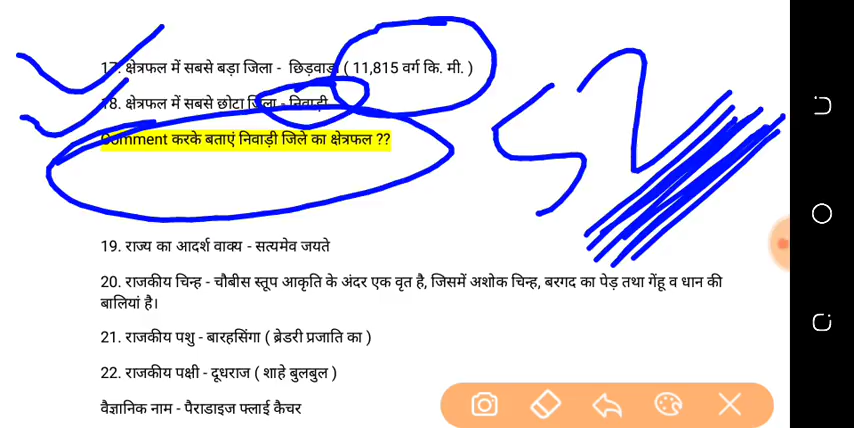 17. क्षेत्रफल में सबसे बड़ा जिला - छिड़वाड़ा ( 11,815 वर्ग कि. मी. )
18. क्षेत्रफल में सबसे छोटा जिला - निवाड़ी
Comment करके बताएं निवाड़ी जिले का क्षेत्रफल ??
52
19. राज्य का आदर्श वाक्य - सत्यमेव जयते
20. राजकीय चिन्ह - चौबीस स्तूप आकृति के अंदर एक वृत है, जिसमें अशोक चिन्ह, बरगद का पेड़ तथा गेंहू व धान की
बालियां है।
21. राजकीय पशु - बारहसिंगा ( ब्रेडरी प्रजाति का )
22. राजकीय पक्षी - दूधराज ( शाहे बुलबुल )
वैज्ञानिक नाम - पैराडाइज फ्लाई कैचर